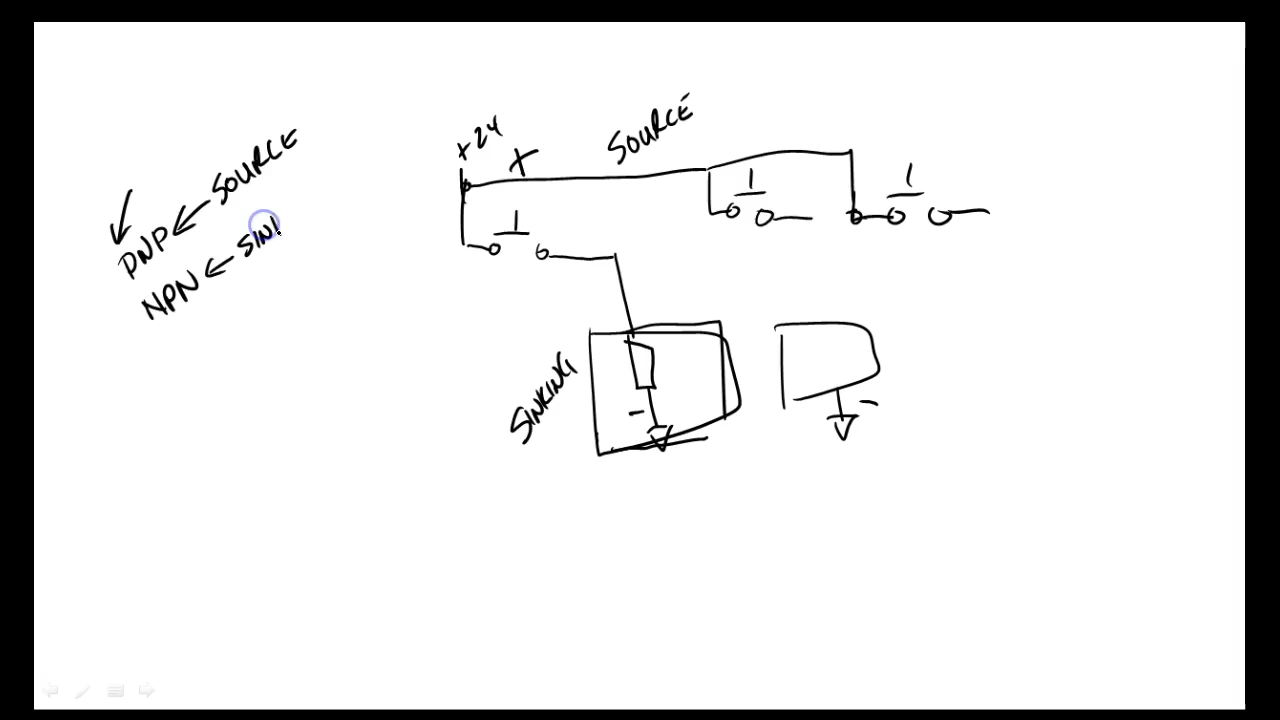 +24
+
SOURCE
PNP ← SOURCE
NPN ← SIN
SINKING
-
-